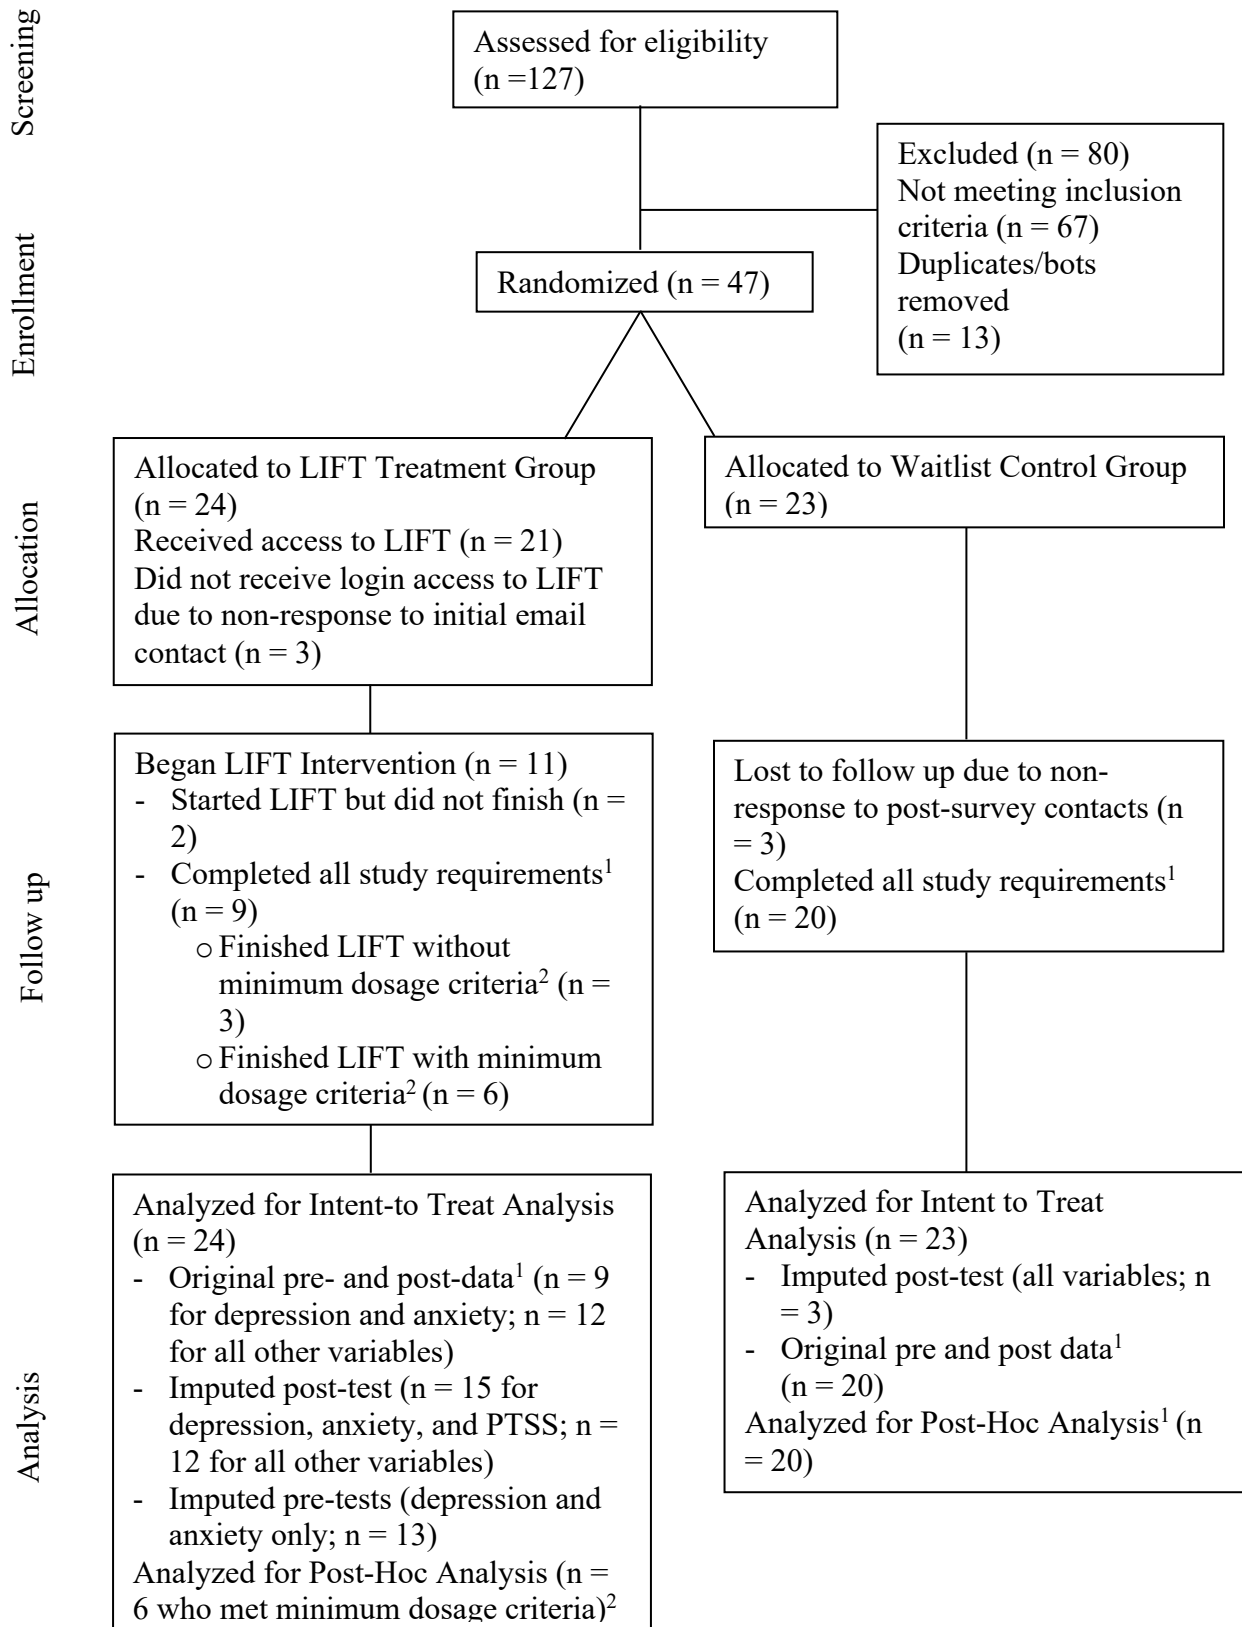 Screening
Assessed for eligibility
(n =127)
Excluded (n = 80)
Not meeting inclusion
criteria (n = 67)
Duplicates/bots
removed
(n = 13)
Enrollment
Randomized (n = 47)
Allocation
Allocated to LIFT Treatment Group
(n = 24)
Received access to LIFT (n = 21)
Did not receive login access to LIFT
due to non-response to initial email
contact (n = 3)
Allocated to Waitlist Control Group
(n = 23)
Follow up
Began LIFT Intervention (n = 11)
- Started LIFT but did not finish (n =
2)
- Completed all study requirements¹
(n = 9)
o Finished LIFT without
minimum dosage criteria² (n =
3)
o Finished LIFT with minimum
dosage criteria² (n = 6)
Lost to follow up due to non-
response to post-survey contacts (n
= 3)
Completed all study requirements¹
(n = 20)
Analysis
Analyzed for Intent-to Treat Analysis
(n = 24)
- Original pre- and post-data¹ (n = 9
for depression and anxiety; n = 12
for all other variables)
- Imputed post-test (n = 15 for
depression, anxiety, and PTSS; n =
12 for all other variables)
- Imputed pre-tests (depression and
anxiety only; n = 13)
Analyzed for Post-Hoc Analysis (n =
6 who met minimum dosage criteria)²
Analyzed for Intent to Treat
Analysis (n = 23)
- Imputed post-test (all variables; n
= 3)
- Original pre and post data¹
(n = 20)
Analyzed for Post-Hoc Analysis¹ (n
= 20)